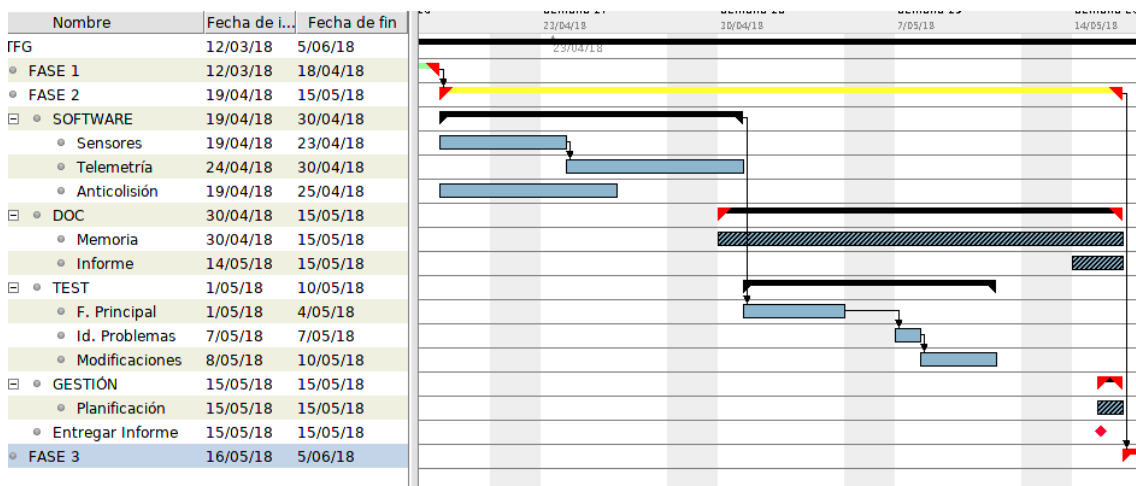 Nombre Fecha de i... Fecha de fin
23/04/18 30/04/18 7/05/18 14/05/18
23/04/18
TFG 12/03/18 5/06/18
FASE 1 12/03/18 18/04/18
FASE 2 19/04/18 15/05/18
SOFTWARE 19/04/18 30/04/18
Sensores 19/04/18 23/04/18
Telemetría 24/04/18 30/04/18
Anticolisión 19/04/18 25/04/18
DOC 30/04/18 15/05/18
Memoria 30/04/18 15/05/18
Informe 14/05/18 15/05/18
TEST 1/05/18 10/05/18
F. Principal 1/05/18 4/05/18
Id. Problemas 7/05/18 7/05/18
Modificaciones 8/05/18 10/05/18
GESTIÓN 15/05/18 15/05/18
Planificación 15/05/18 15/05/18
Entregar Informe 15/05/18 15/05/18
FASE 3 16/05/18 5/06/18